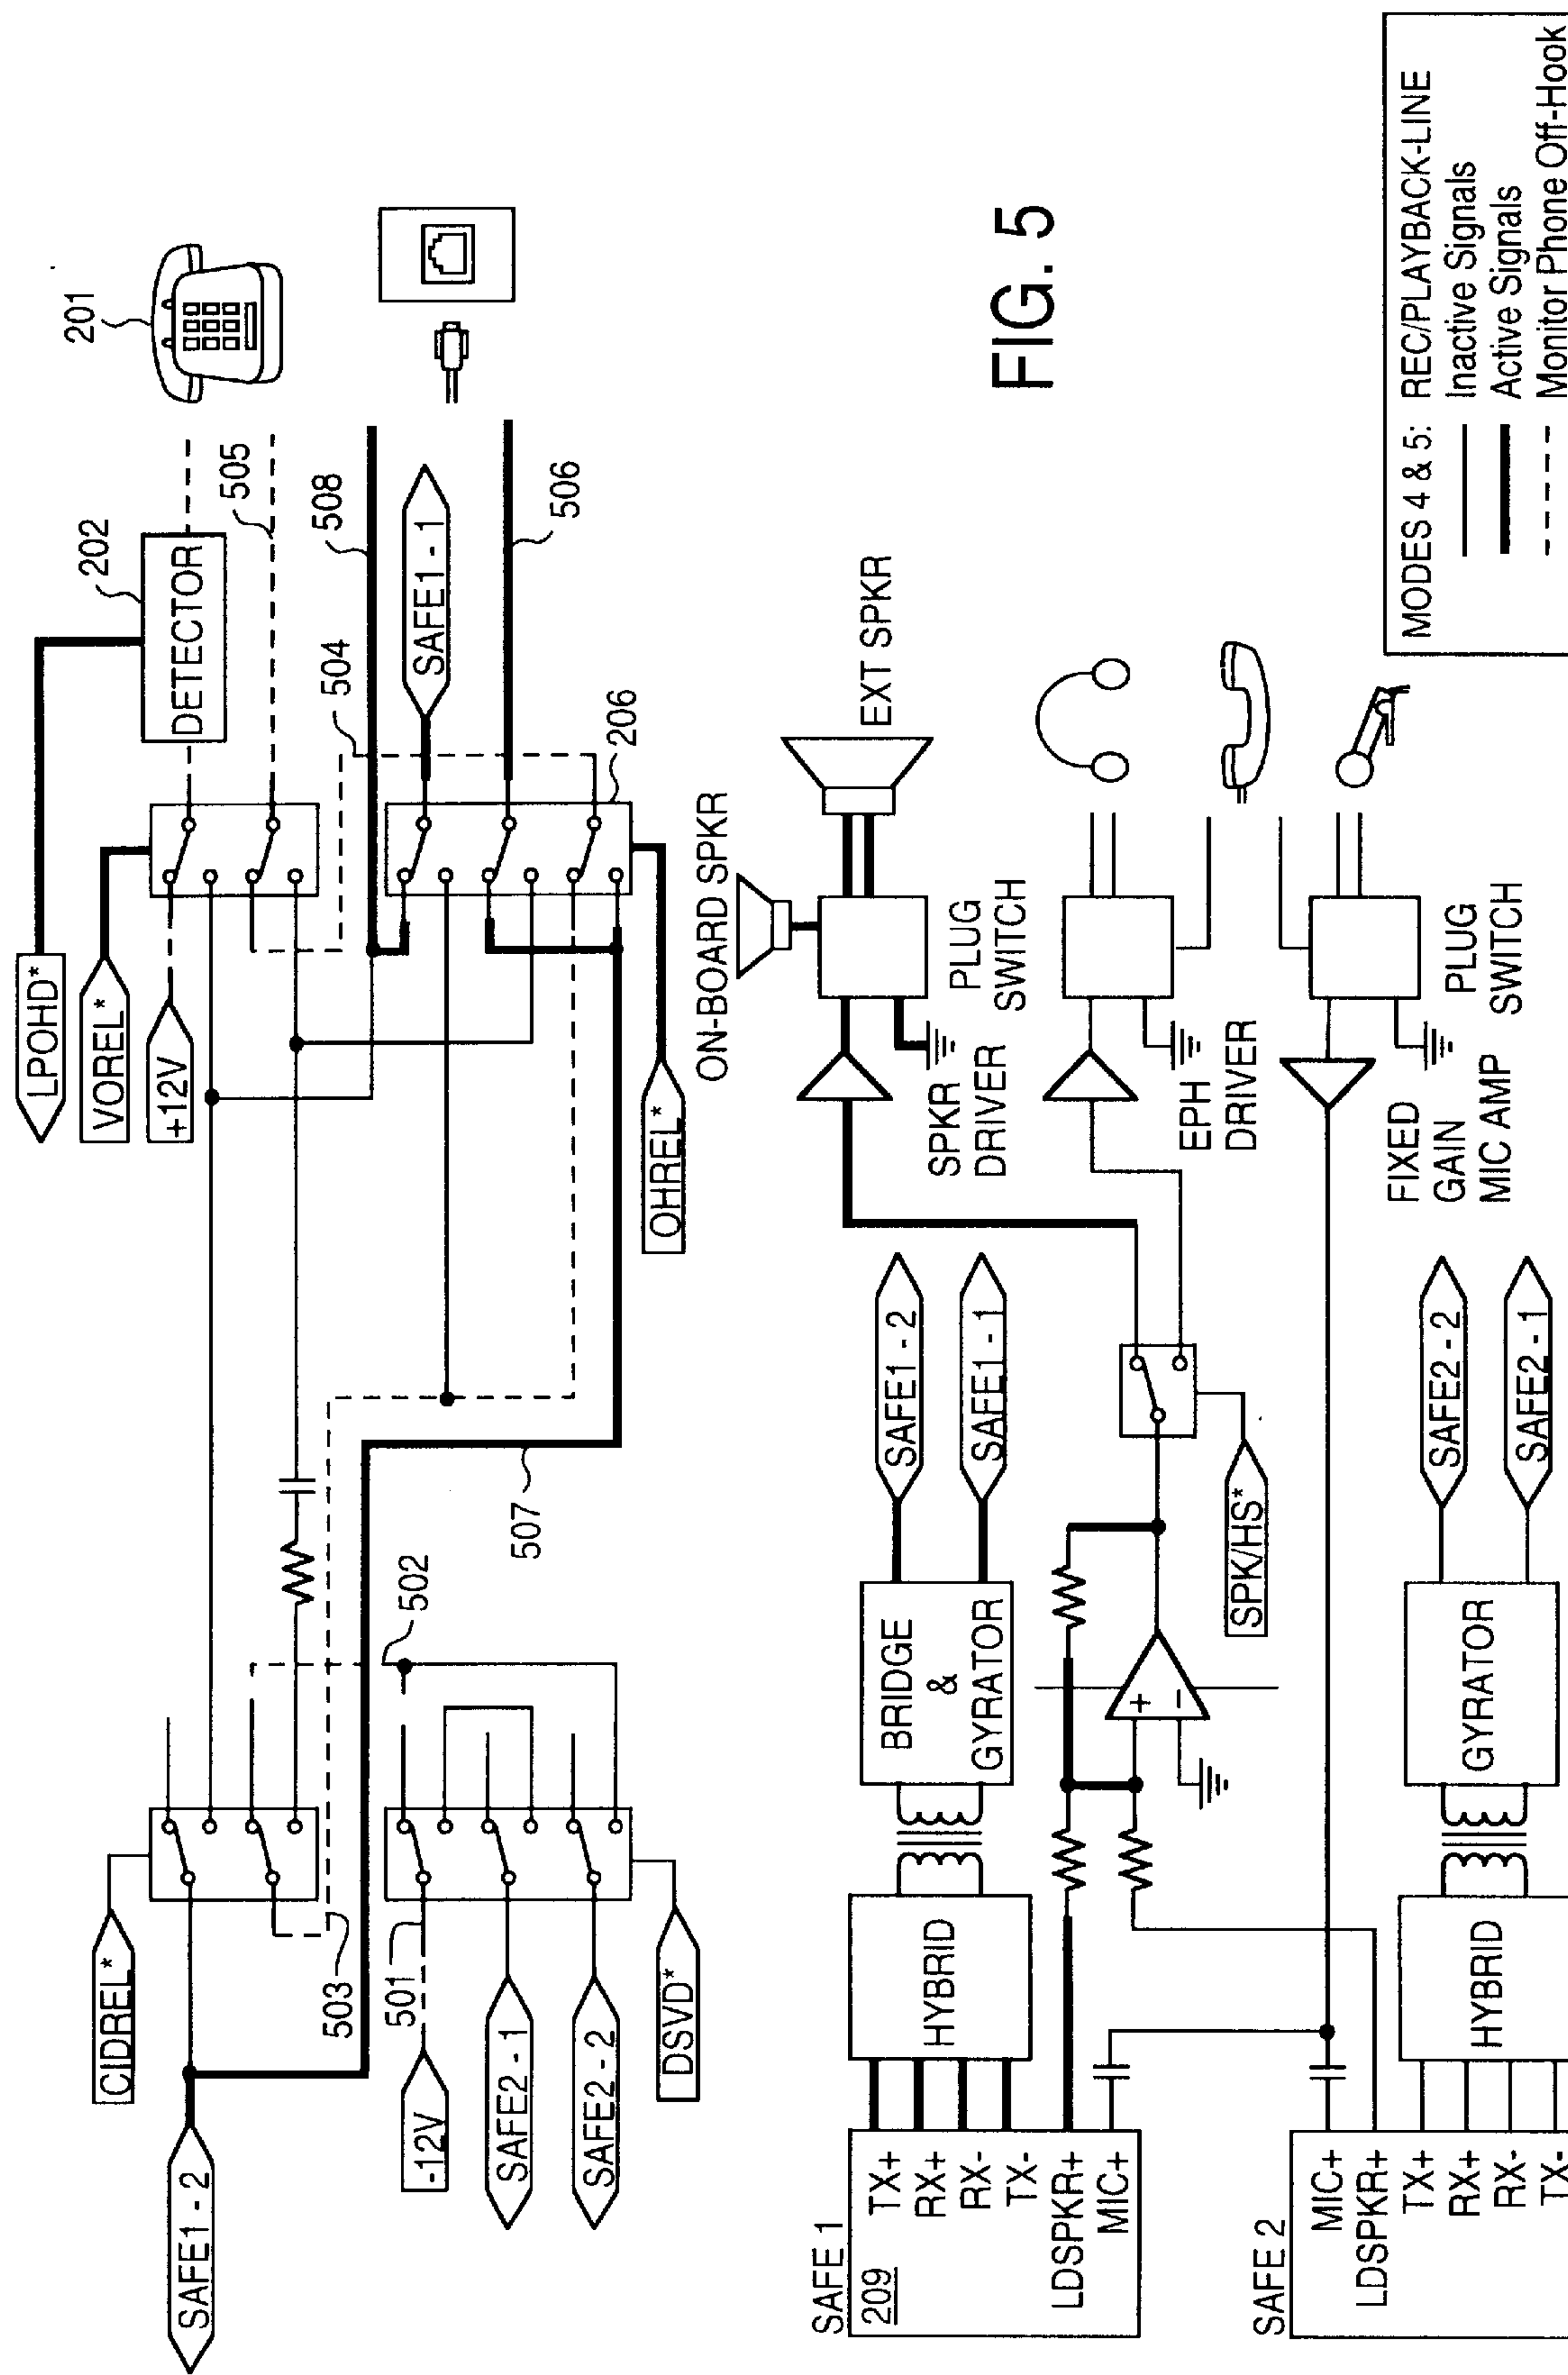 CIDREL*
SAFE1 - 2
503
501
-12V
SAFE2 - 1
SAFE2 - 2
DSVD*
502
507
LPOHD*
VOREL*
+12V
OHREL*
202
DETECTOR
201
505
504
508
SAFE1 - 1
506
206
FIG. 5
SAFE 1
209
TX+
RX+
RX-
TX-
LDSPKR+
MIC+
HYBRID
BRIDGE
&
GYRATOR
SAFE1 - 2
SAFE1 - 1
+
-
SPK/HS*
SPKR
DRIVER
ON-BOARD SPKR
PLUG
SWITCH
EXT SPKR
EPH
DRIVER
FIXED
GAIN
MIC AMP
PLUG
SWITCH
SAFE 2
MIC+
LDSPKR+
TX+
RX+
RX-
TX-
HYBRID
GYRATOR
SAFE2 - 2
SAFE2 - 1
MODES 4 & 5: REC/PLAYBACK-LINE
Inactive Signals
Active Signals
Monitor Phone Off-Hook